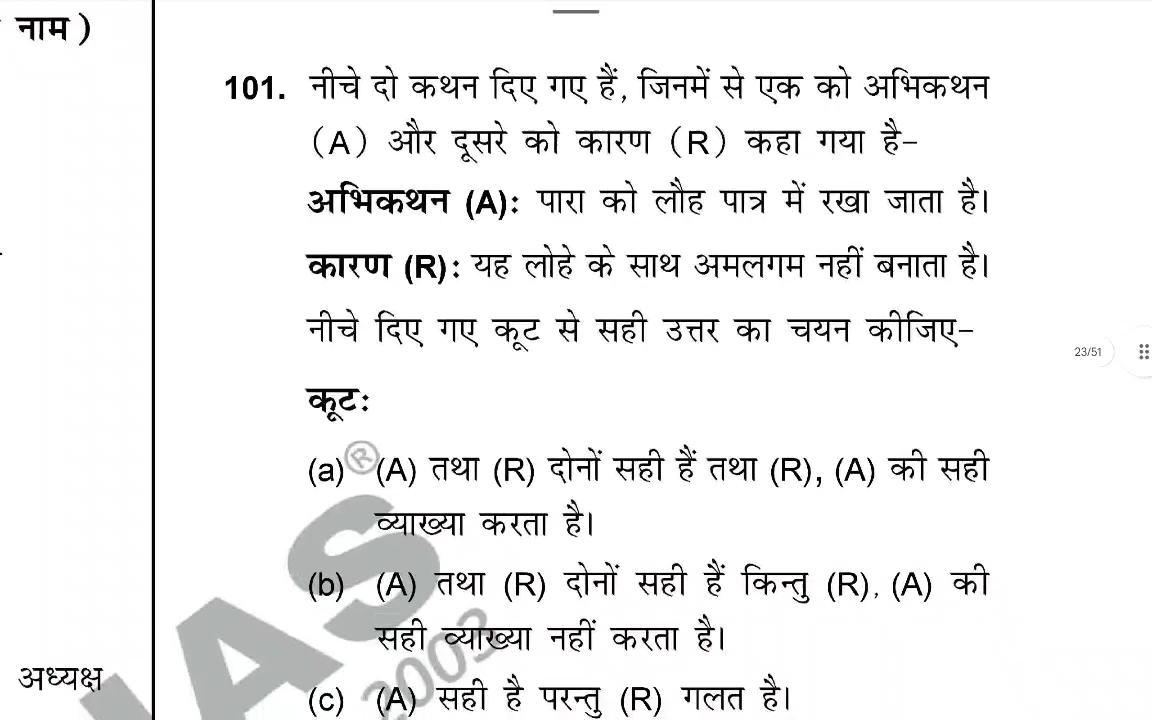 नाम )
101. नीचे दो कथन दिए गए हैं, जिनमें से एक को अभिकथन
(A) और दूसरे को कारण (R) कहा गया है–
अभिकथन (A): पारा को लौह पात्र में रखा जाता है।
कारण (R): यह लोहे के साथ अमलगम नहीं बनाता है।
नीचे दिए गए कूट से सही उत्तर का चयन कीजिए–
23/51
कूटः
(a) (A) तथा (R) दोनों सही हैं तथा (R), (A) की सही
व्याख्या करता है।
(b) (A) तथा (R) दोनों सही हैं किन्तु (R), (A) की
सही व्याख्या नहीं करता है।
अध्यक्ष
(c) (A) सही है परन्तु (R) गलत है।
IAS
®
2003